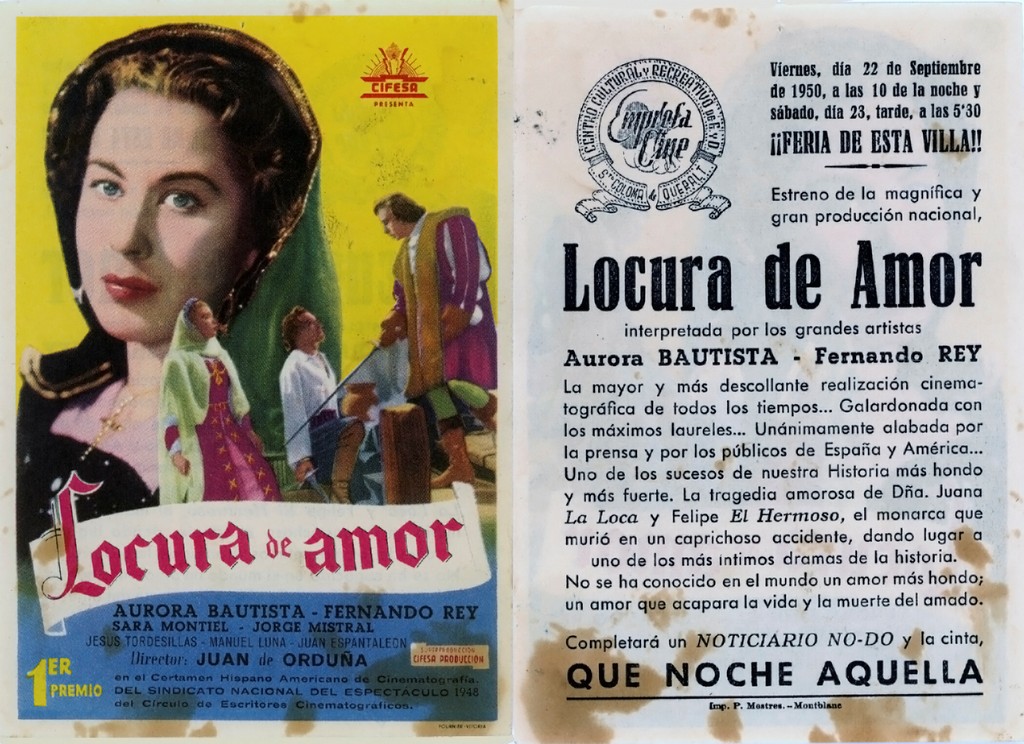 CIFESA
PRESENTA
Locura de amor
AURORA BAUTISTA - FERNANDO REY
SARA MONTIEL - JORGE MISTRAL
JESUS TORDESILLAS - MANUEL LUNA - JUAN ESPANTALEON
Director: JUAN de ORDUÑA
SUPERPRODUCCIÓN
CIFESA PRODUCCIÓN
1ER
PREMIO
en el Certamen Hispano Americano de Cinematografía.
DEL SINDICATO NACIONAL DEL ESPECTÁCULO 1948
del Círculo de Escritores Cinematográficos.
CENTRO CULTURAL Y RECREATIVO DE
Empresa
Cine
STA COLOMA de QUERALT
Viernes, día 22 de Septiembre
de 1950, a las 10 de la noche y
sábado, día 23, tarde, a las 5'30
¡¡FERIA DE ESTA VILLA!!
Estreno de la magnífica y
gran producción nacional,
Locura de Amor
interpretada por los grandes artistas
Aurora BAUTISTA - Fernando REY
La mayor y más descollante realización cinema-
tográfica de todos los tiempos... Galardonada con
los máximos laureles... Unánimamente alabada por
la prensa y por los públicos de España y América...
Uno de los sucesos de nuestra Historia más hondo
y más fuerte. La tragedia amorosa de Dña. Juana
La Loca y Felipe El Hermoso, el monarca que
murió en un caprichoso accidente, dando lugar a
uno de los más íntimos dramas de la historia.
No se ha conocido en el mundo un amor más hondo;
un amor que acapara la vida y la muerte del amado.
Completará un NOTICIARIO NO-DO y la cinta,
QUE NOCHE AQUELLA
Imp. P. Mestres. - Montblanc